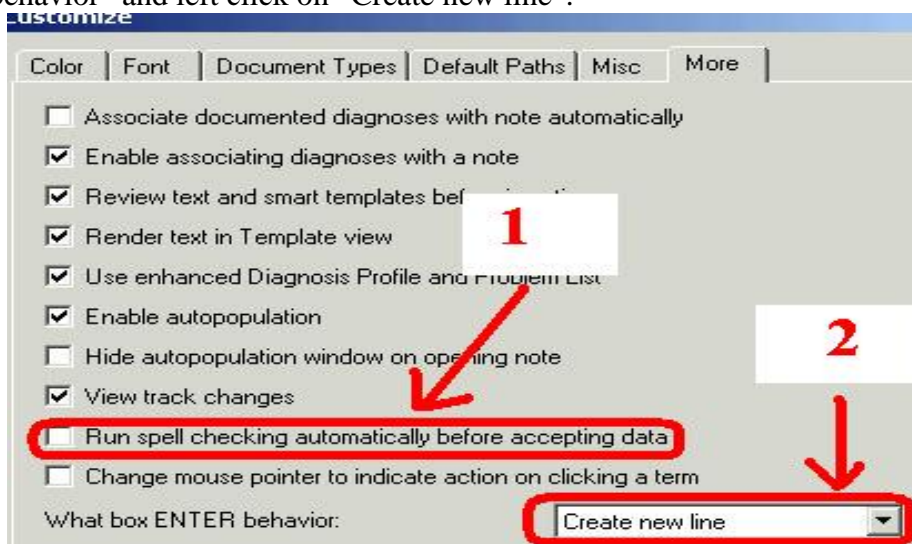 behavior" and left click on "Create new line".
Customize
Color Font Document Types Default Paths Misc More
Associate documented diagnoses with note automatically
Enable associating diagnoses with a note
Review text and smart templates
1
Render text in Template view
Use enhanced Diagnosis Profile and Problem List
Enable autopopulation
2
Hide autopopulation window on opening note
View track changes
Run spell checking automatically before accepting data
Change mouse pointer to indicate action on clicking a term
What box ENTER behavior: Create new line